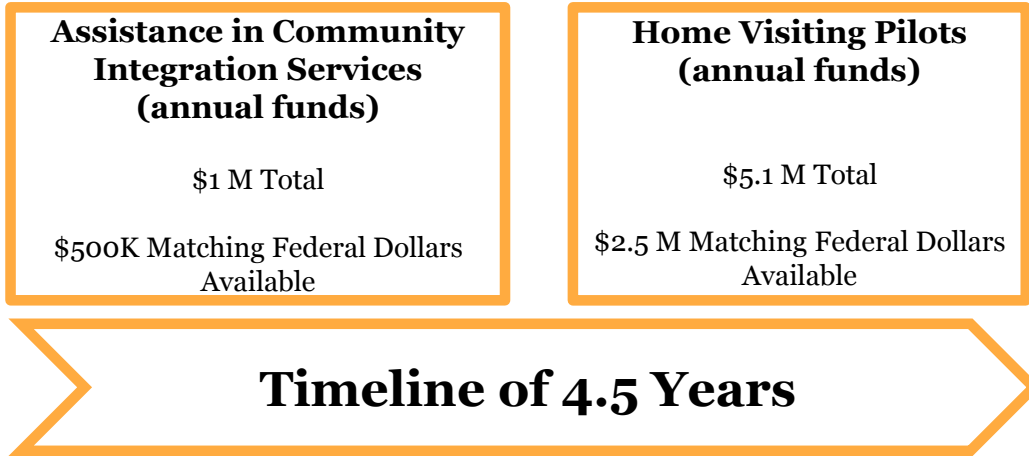 Assistance in Community
Integration Services
(annual funds)
$1 M Total
$500K Matching Federal Dollars
Available
Home Visiting Pilots
(annual funds)
$5.1 M Total
$2.5 M Matching Federal Dollars
Available
Timeline of 4.5 Years